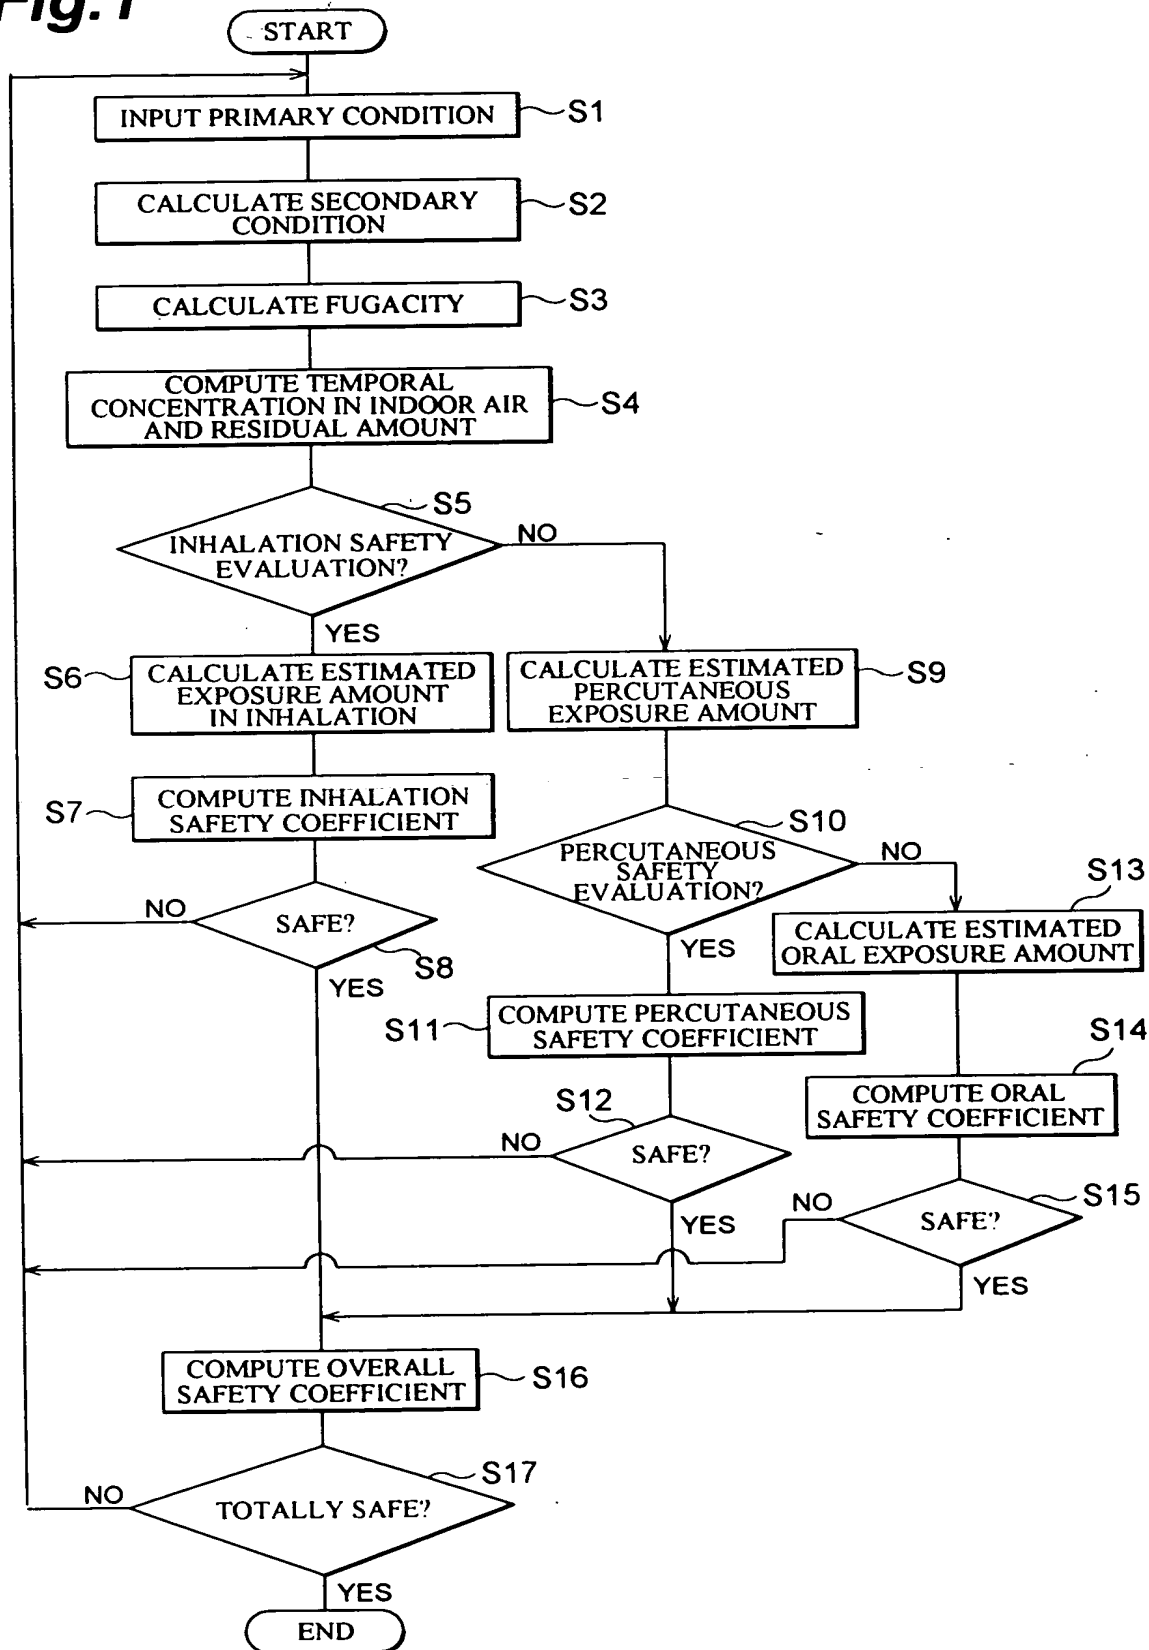 Fig.1
START
INPUT PRIMARY CONDITION
S1
CALCULATE SECONDARY
CONDITION
S2
CALCULATE FUGACITY
S3
COMPUTE TEMPORAL
CONCENTRATION IN INDOOR AIR
AND RESIDUAL AMOUNT
S4
S5
INHALATION SAFETY
EVALUATION?
NO
YES
S6
CALCULATE ESTIMATED
EXPOSURE AMOUNT
IN INHALATION
CALCULATE ESTIMATED
PERCUTANEOUS
EXPOSURE AMOUNT
S9
S7
COMPUTE INHALATION
SAFETY COEFFICIENT
S10
PERCUTANEOUS
SAFETY
EVALUATION?
NO
YES
S13
CALCULATE ESTIMATED
ORAL EXPOSURE AMOUNT
NO
SAFE?
S8
YES
S11
COMPUTE PERCUTANEOUS
SAFETY COEFFICIENT
S14
COMPUTE ORAL
SAFETY COEFFICIENT
S12
NO
SAFE?
YES
NO
SAFE?
S15
YES
COMPUTE OVERALL
SAFETY COEFFICIENT
S16
S17
NO
TOTALLY SAFE?
YES
END